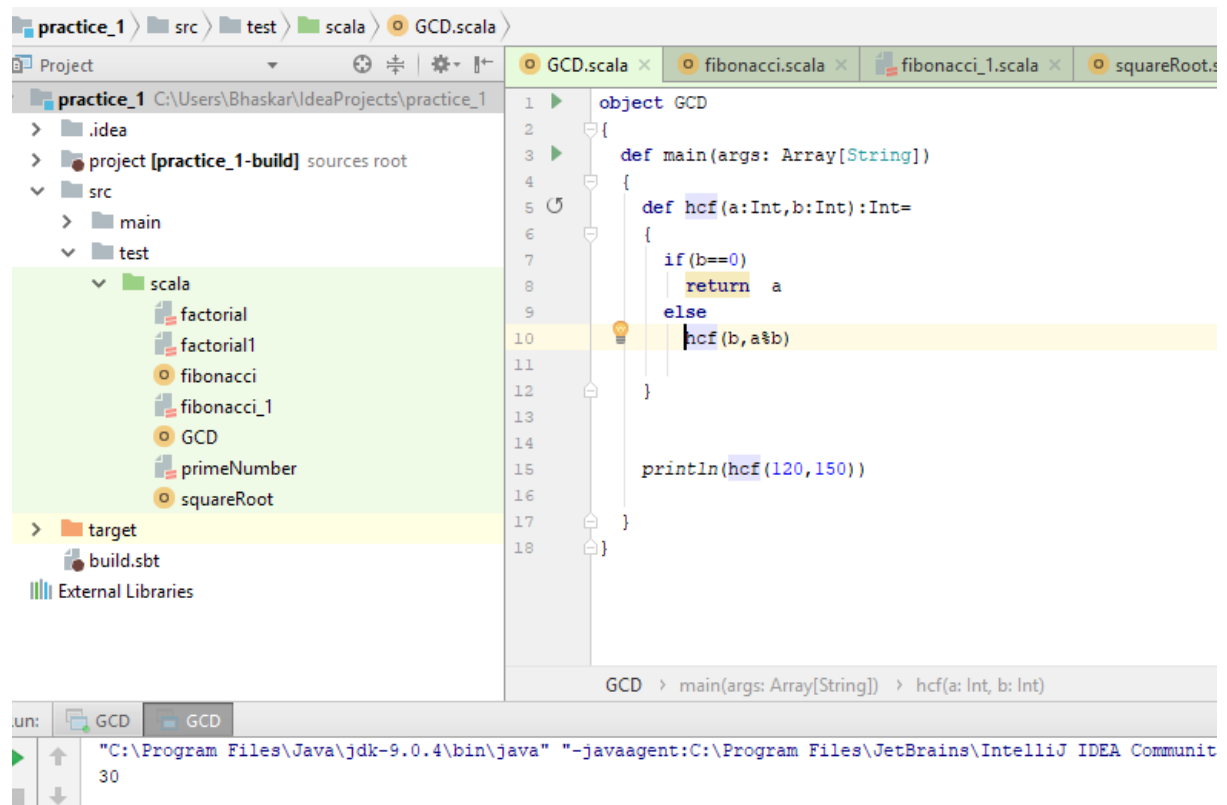 practice_1 src test scala GCD.scala
Project
practice_1 C:\Users\Bhaskar\IdeaProjects\practice_1
.idea
project [practice_1-build] sources root
src
main
test
scala
factorial
factorial1
fibonacci
fibonacci_1
GCD
primeNumber
squareRoot
target
build.sbt
External Libraries
GCD.scala fibonacci.scala fibonacci_1.scala squareRoot.s
1 object GCD
2 {
3 def main(args: Array[String])
4 {
5 def hcf(a:Int,b:Int):Int=
6 {
7 if(b==0)
8 return a
9 else
10 hcf(b,a%b)
11
12 }
13
14
15 println(hcf(120,150))
16
17 }
18 }
GCD > main(args: Array[String]) > hcf(a: Int, b: Int)
un: GCD GCD
"C:\Program Files\Java\jdk-9.0.4\bin\java" "-javaagent:C:\Program Files\JetBrains\IntelliJ IDEA Communit
30